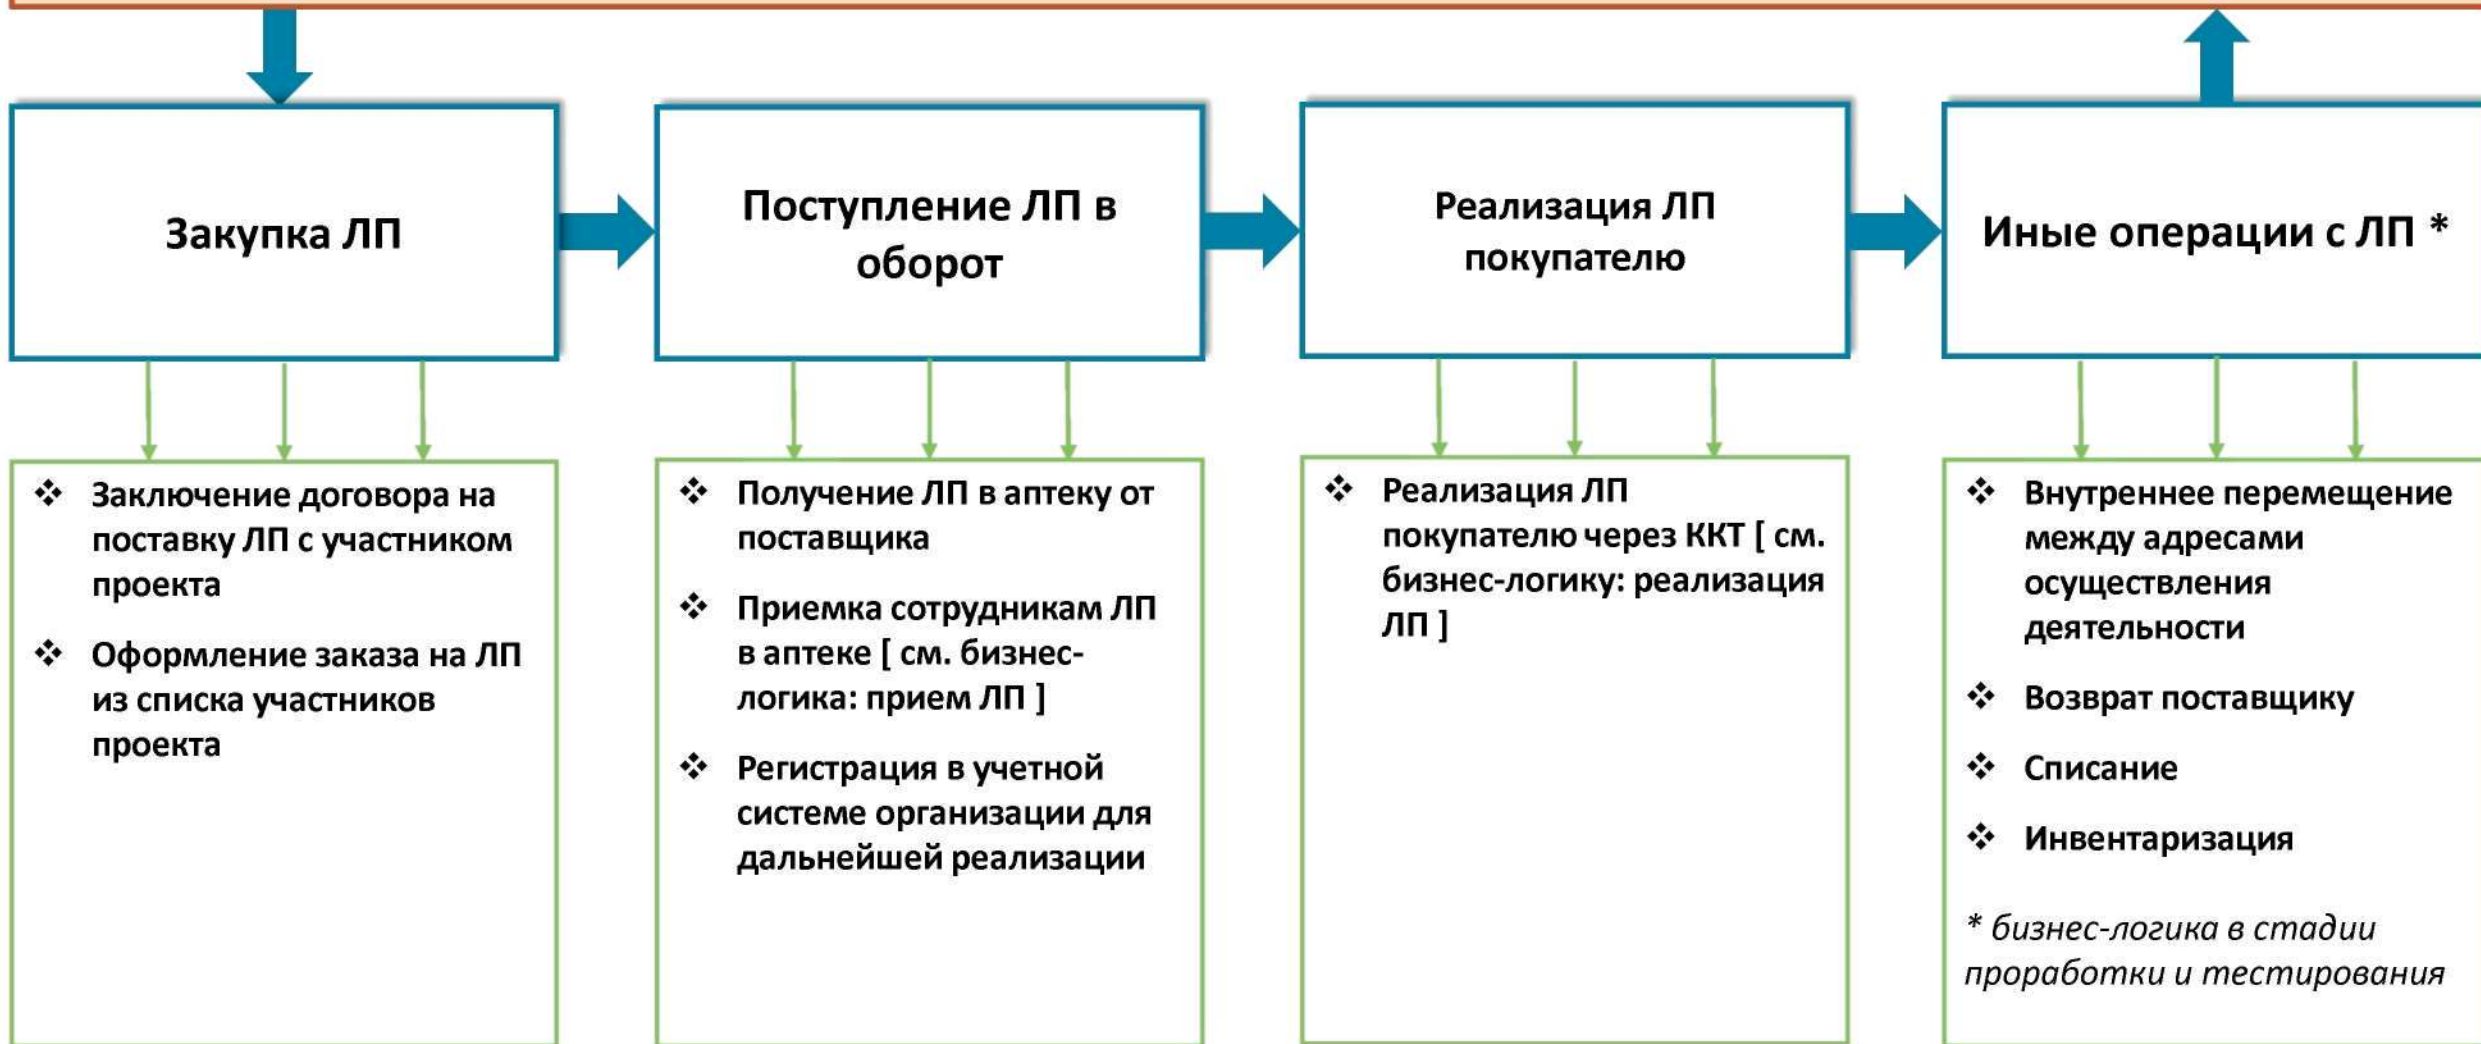 Закупка ЛП
Поступление ЛП в
оборот
Реализация ЛП
покупателю
Иные операции с ЛП *
❖ Заключение договора на
поставку ЛП с участником
проекта
❖ Оформление заказа на ЛП
из списка участников
проекта
❖ Получение ЛП в аптеку от
поставщика
❖ Приемка сотрудникам ЛП
в аптеке [ см. бизнес-
логика: прием ЛП ]
❖ Регистрация в учетной
системе организации для
дальнейшей реализации
❖ Реализация ЛП
покупателю через ККТ [ см.
бизнес-логику: реализация
ЛП ]
❖ Внутреннее перемещение
между адресами
осуществления
деятельности
❖ Возврат поставщику
❖ Списание
❖ Инвентаризация
* бизнес-логика в стадии
проработки и тестирования